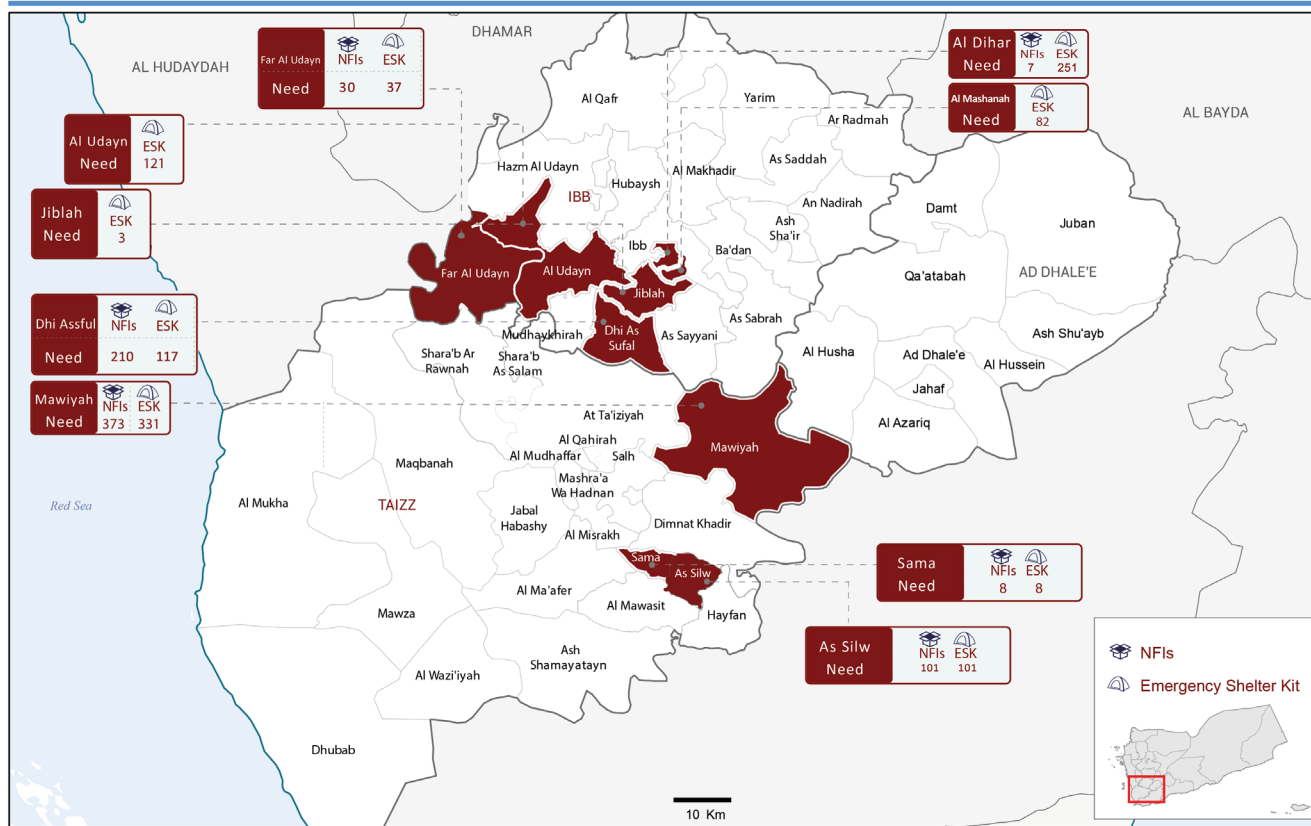 DHAMAR
AL HUDAYDAH
AL BAYDA
Far Al Udayn
Need
NFIs ESK
30 37
Al Dihar
Need
NFIs ESK
7 251
Al Mashanah
Need
ESK
82
Al Udayn
Need
ESK
121
Jiblah
Need
ESK
3
Dhi Assful
Need
NFIs ESK
210 117
Mawiyah
Need
NFIs ESK
373 331
Al Qafr
Yarim
Ar Radmah
As Saddah
Al Makhadir
Hazm Al Udayn
Hubaysh
IBB
An Nadirah
Ash
Sha'ir
Ibb
Ba'dan
Far Al Udayn
Al Udayn
Jiblah
Dhi As
Sufal
As Sayyani
As Sabrah
Mudhaykhirah
Damt
Juban
Qa'atabah
AD DHALE'E
Ash Shu'ayb
Al Husha
Ad Dhale'e
Al Hussein
Jahaf
Al Azariq
Shara'b Ar
Rawnah
Shara'b
As Salam
At Ta'iziyah
Al Qahirah
Al Mudhaffar
Salh
Mawiyah
Maqbanah
Mashra'a
Wa Hadnan
Al Mukha
TAIZZ
Red Sea
Jabal
Habashy
Al Misrakh
Dimnat Khadir
Sama
As Silw
Al Ma'afer
Al Mawasit
Hayfan
Mawza
Ash
Shamayatayn
Al Wazi'iyah
Dhubab
Sama
Need
NFIs ESK
8 8
As Silw
Need
NFIs ESK
101 101
NFIs
Emergency Shelter Kit
10 Km